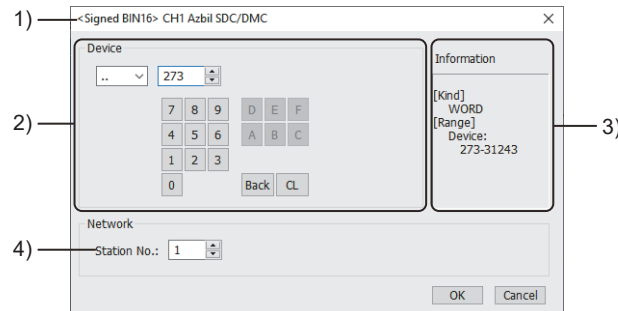 1)
<Signed BIN16> CH1 Azbil SDC/DMC
Device
..
273
7 8 9 D E F
4 5 6 A B C
1 2 3
0 Back CL
2)
Information
[Kind]
WORD
[Range]
Device:
273-31243
3)
Network
4)
Station No.: 1
OK Cancel